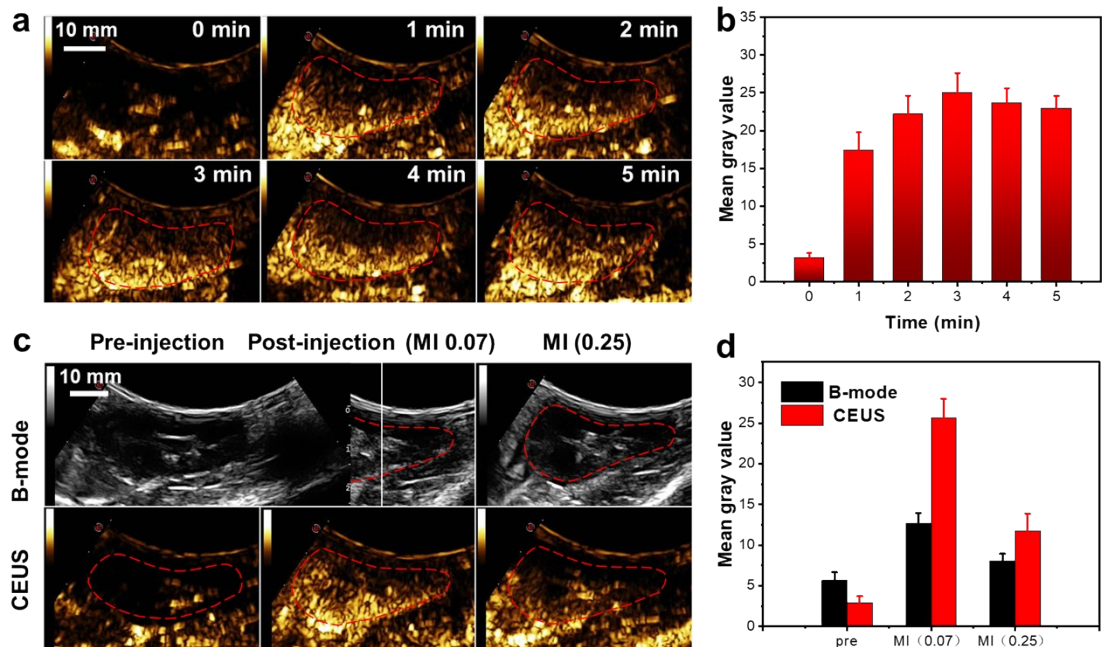 a
10 mm
0 min
1 min
2 min
3 min
4 min
5 min
b
Mean gray value
35
30
25
20
15
10
5
0
0 1 2 3 4 5
Time (min)
c
Pre-injection Post-injection (MI 0.07) MI (0.25)
10 mm
B-mode
CEUS
d
B-mode
CEUS
Mean gray value
30
25
20
15
10
5
0
pre MI（0.07） MI（0.25）